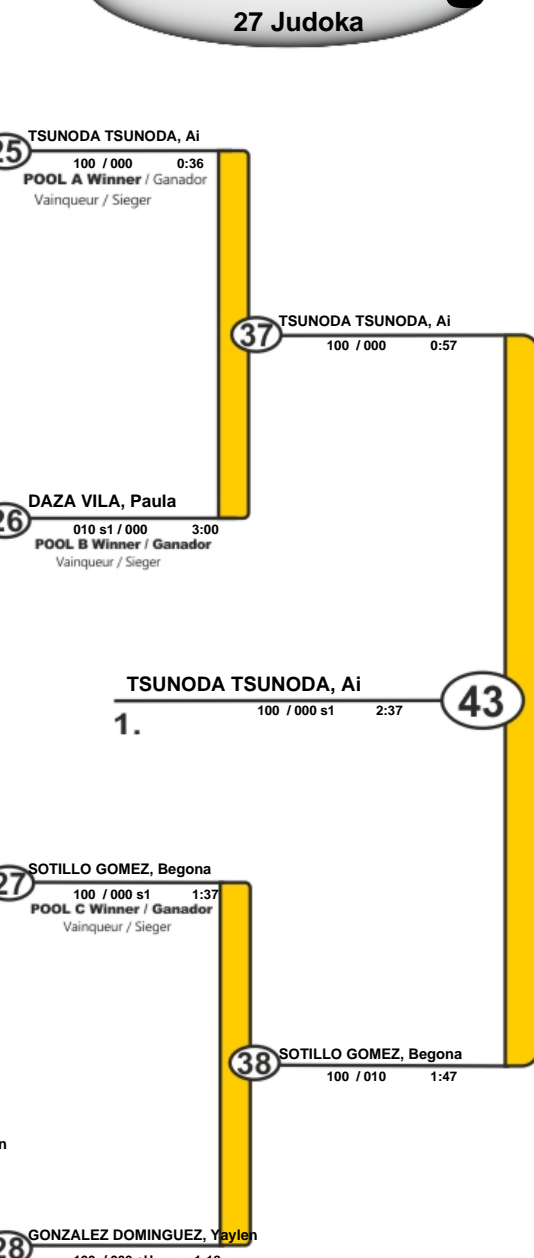 27 Judoka
25
TSUNODA TSUNODA, Ai
100 / 000 0:36
POOL A Winner / Ganador
Vainqueur / Sieger
37
TSUNODA TSUNODA, Ai
100 / 000 0:57
26
DAZA VILA, Paula
010 s1 / 000 3:00
POOL B Winner / Ganador
Vainqueur / Sieger
TSUNODA TSUNODA, Ai
43
100 / 000 s1 2:37
1.
27
SOTILLO GOMEZ, Begona
100 / 000 s1 1:37
POOL C Winner / Ganador
Vainqueur / Sieger
38
SOTILLO GOMEZ, Begona
100 / 010 1:47
n
28
GONZALEZ DOMINGUEZ, Yaylen